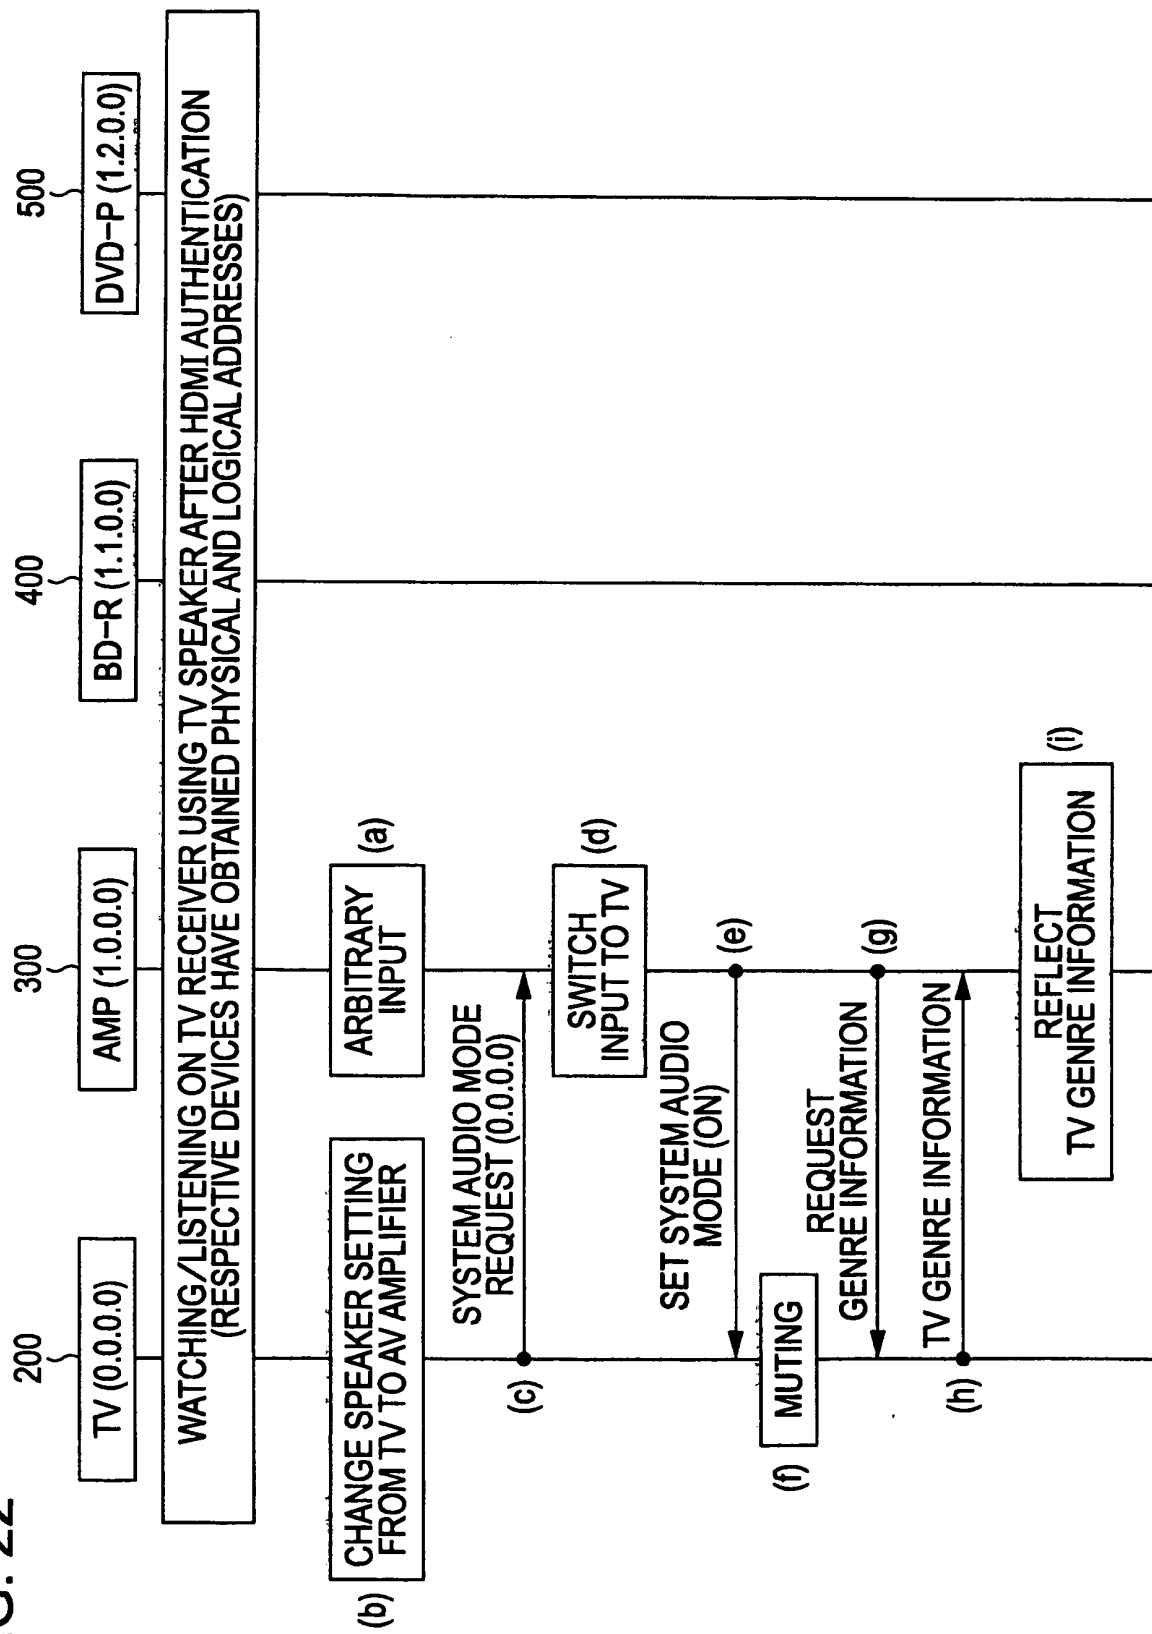 G. 22
200
300
400
500
TV (0.0.0.0)
AMP (1.0.0.0)
BD-R (1.1.0.0)
DVD-P (1.2.0.0)
WATCHING/LISTENING ON TV RECEIVER USING TV SPEAKER AFTER HDMI AUTHENTICATION
(RESPECTIVE DEVICES HAVE OBTAINED PHYSICAL AND LOGICAL ADDRESSES)
(b)
CHANGE SPEAKER SETTING
FROM TV TO AV AMPLIFIER
ARBITRARY
INPUT
(a)
(c)
SYSTEM AUDIO MODE
REQUEST (0.0.0.0)
SWITCH
INPUT TO TV
(d)
SET SYSTEM AUDIO
MODE (ON)
(e)
(f)
MUTING
REQUEST
GENRE INFORMATION
(g)
(h)
TV GENRE INFORMATION
REFLECT
TV GENRE INFORMATION
(i)